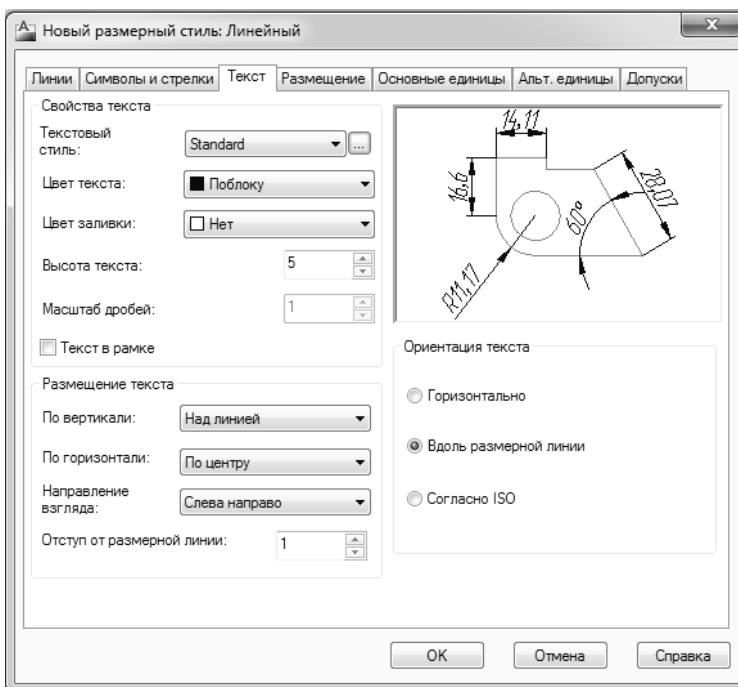 Новый размерный стиль: Линейный
Линии Символы и стрелки Текст Размещение Основные единицы Альт. единицы Допуски
Свойства текста
Текстовый стиль: Standard ...
Цвет текста: Поблоку
Цвет заливки: Нет
Высота текста: 5
Масштаб дробей: 1
Текст в рамке
Размещение текста
По вертикали: Над линией
По горизонтали: По центру
Направление взгляда: Слева направо
Отступ от размерной линии: 1
14,11
16,6
28,07
60°
R11,17
Ориентация текста
Горизонтально
Вдоль размерной линии
Согласно ISO
OK Отмена Справка